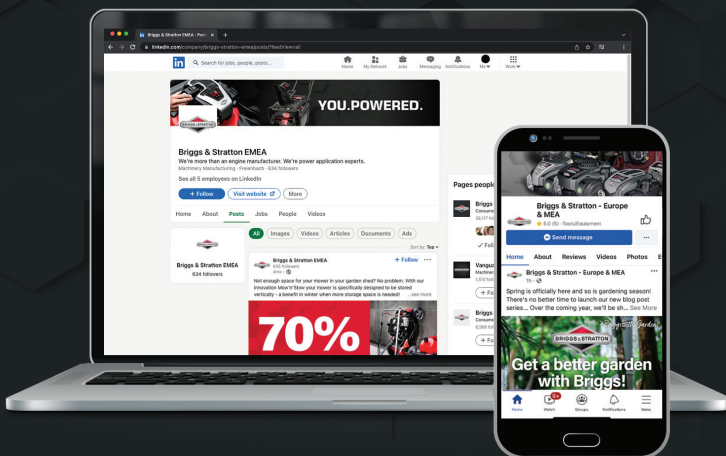 Briggs & Stratton EMEA: Posts
linkedin.com/company/briggs-stratton-emea/posts/?feedView=all
in
Search for jobs, people, posts...
Home
My Network
Jobs
Messaging
Notifications
Me
Work
YOU.POWERED.
BRIGGS & STRATTON
Briggs & Stratton EMEA
We're more than an engine manufacturer. We're power application experts.
Machinery Manufacturing · Freienbach · 634 followers
See all 5 employees on LinkedIn
+ Follow
Visit website
More
Home
About
Posts
Jobs
People
Videos
Briggs & Stratton EMEA
634 followers
All
Images
Videos
Articles
Documents
Ads
Sort by: Top
Briggs & Stratton EMEA
635 followers
4mo
+ Follow
Not enough space for your mower in your garden shed? No problem. With our
innovation Mow'n'Stow your mower is specifically designed to be stored
vertically - a benefit in winter when more storage space is needed! ...see more
70%
Pages people
Briggs
Consume
Vangua
Machiner
Briggs
Consume
Briggs & Stratton - Europe
& MEA
5.0 (5) · Tools/Equipment
Send message
Home
About
Reviews
Videos
Photos
Briggs & Stratton - Europe & MEA
1h
Spring is officially here and so is gardening season!
There's no better time to launch our new blog post
series... Over the coming year, we'll be sh... See More
BRIGGS & STRATTON
Get a better garden
with Briggs!
Home
Watch
9+
Groups
Notifications
Menu